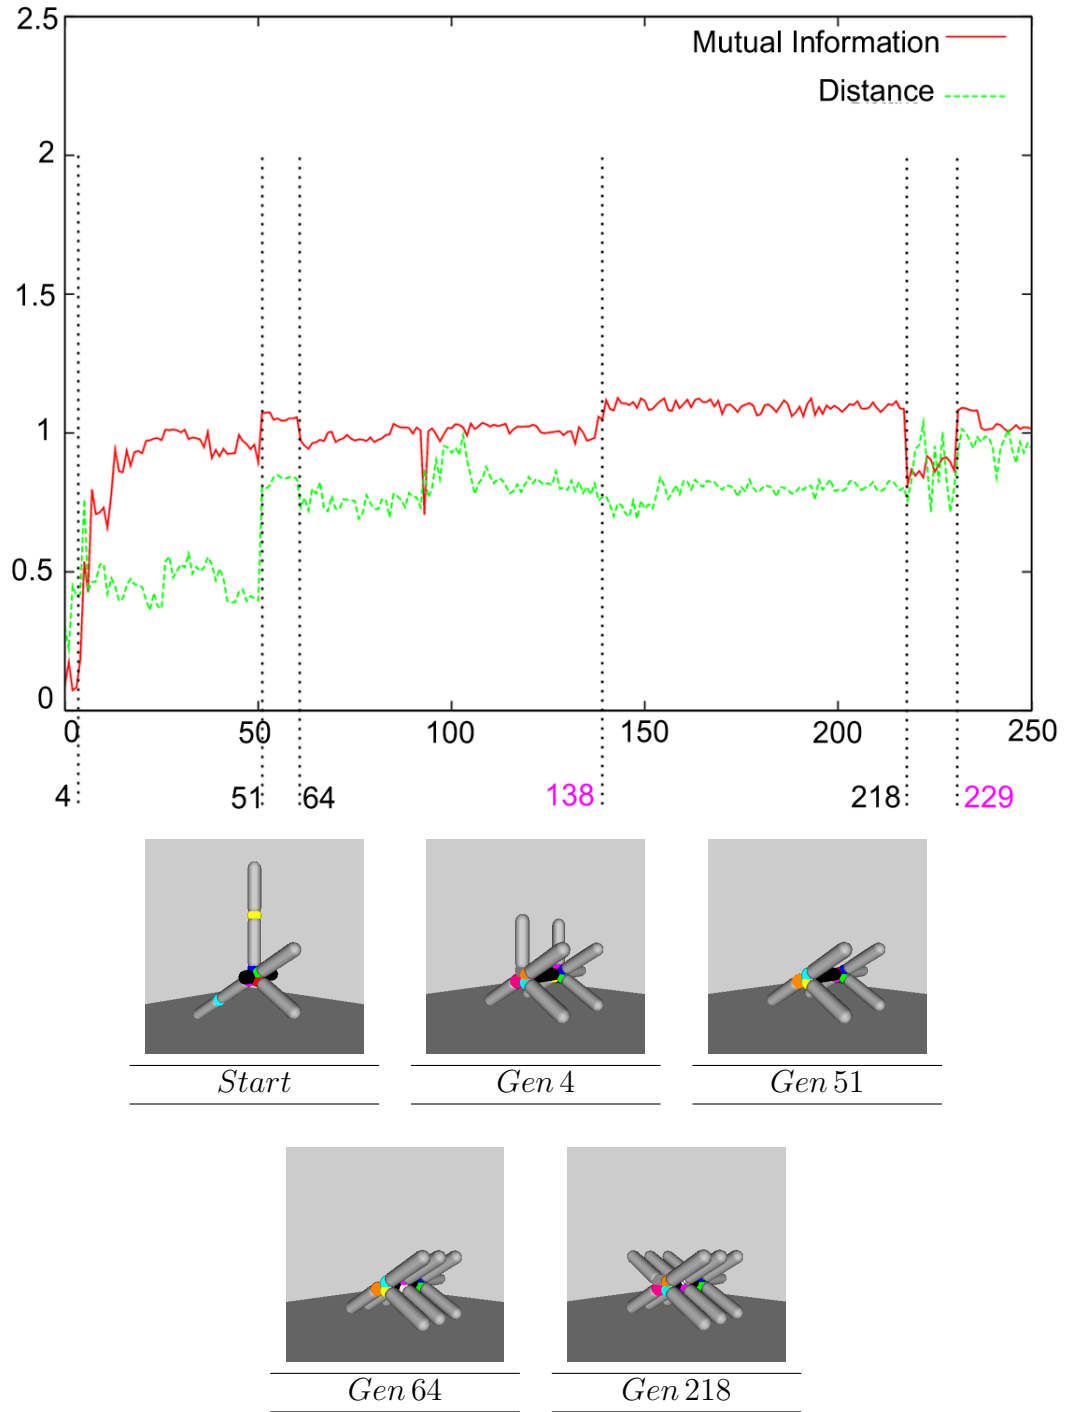 2.5
Mutual Information
Distance
2
1.5
1
0.5
0
0 50 100 150 200 250
4 51 64 138 218 229
Start Gen 4 Gen 51
Gen 64 Gen 218